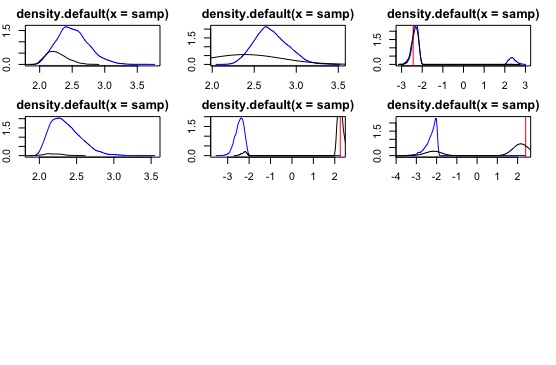 density.default(x = samp) density.default(x = samp) density.default(x = samp)
0.0 1.5 0.0 1.5 0.0 1.5
2.0 2.5 3.0 3.5 2.0 2.5 3.0 3.5 -3 -2 -1 0 1 2 3
density.default(x = samp) density.default(x = samp) density.default(x = samp)
0.0 1.5 0.0 1.5 0.0 1.5
2.0 2.5 3.0 3.5 -3 -2 -1 0 1 2 -4 -3 -2 -1 0 1 2